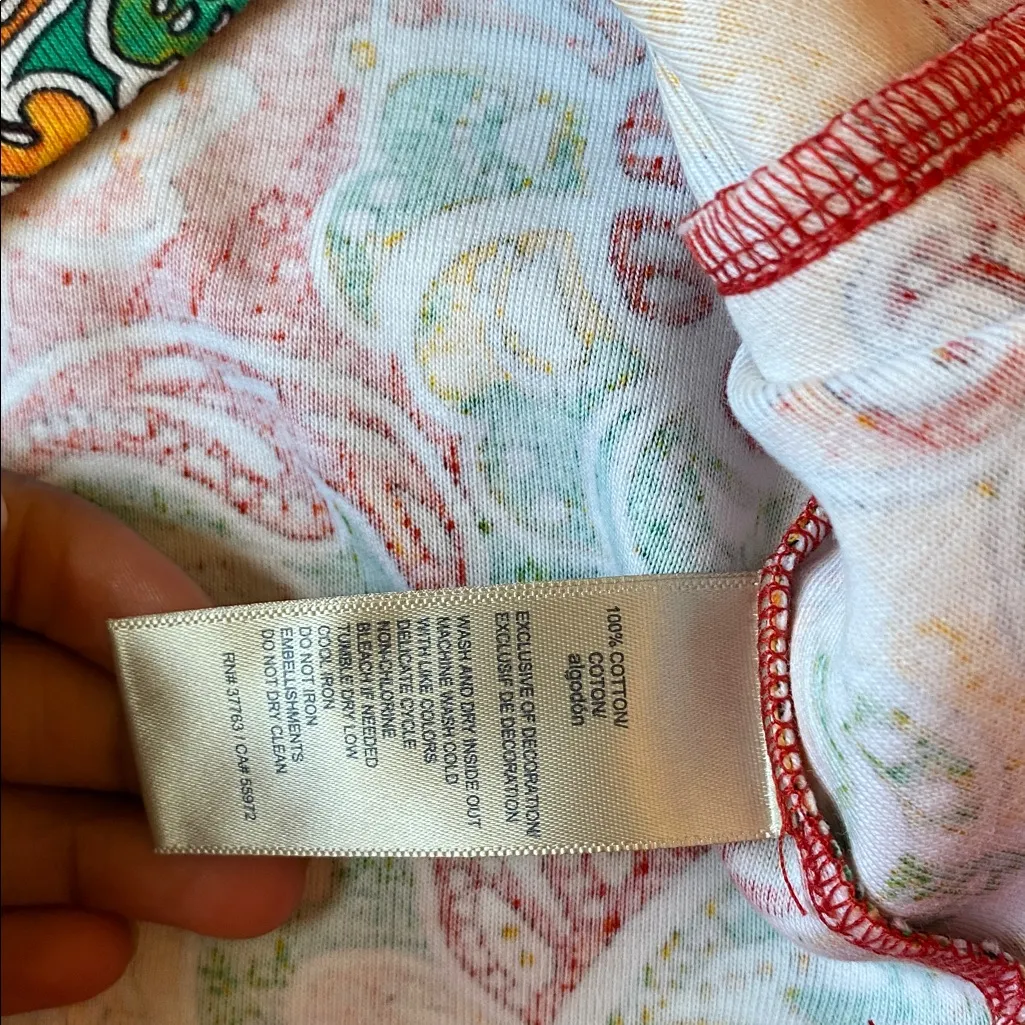 100% COTTON/
COTON/
algodón
EXCLUSIVE OF DECORATION/
EXCLUSIF DE DECORATION
WASH AND DRY INSIDE OUT
MACHINE WASH COLD
WITH LIKE COLORS
DELICATE CYCLE
NON-CHLORINE
BLEACH IF NEEDED
TUMBLE DRY LOW
COOL IRON
DO NOT IRON
EMBELLISHMENTS
DO NOT DRY CLEAN
RN# 37763 / CA# 55972